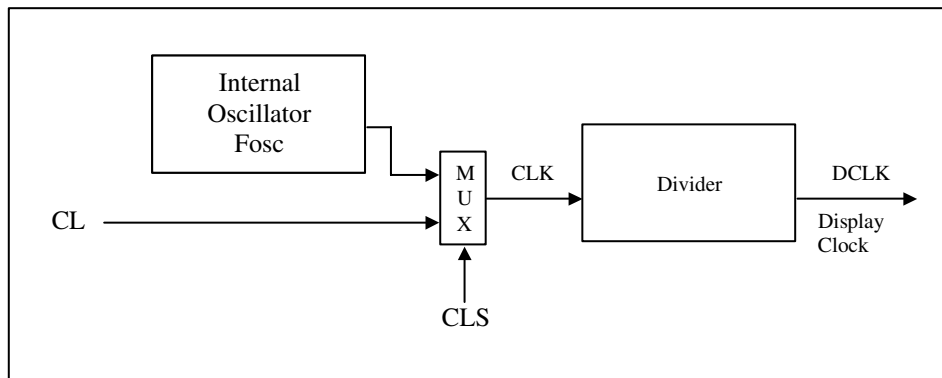 Internal
Oscillator
Fosc
CL
M
U
X
CLS
CLK
Divider
DCLK
Display
Clock